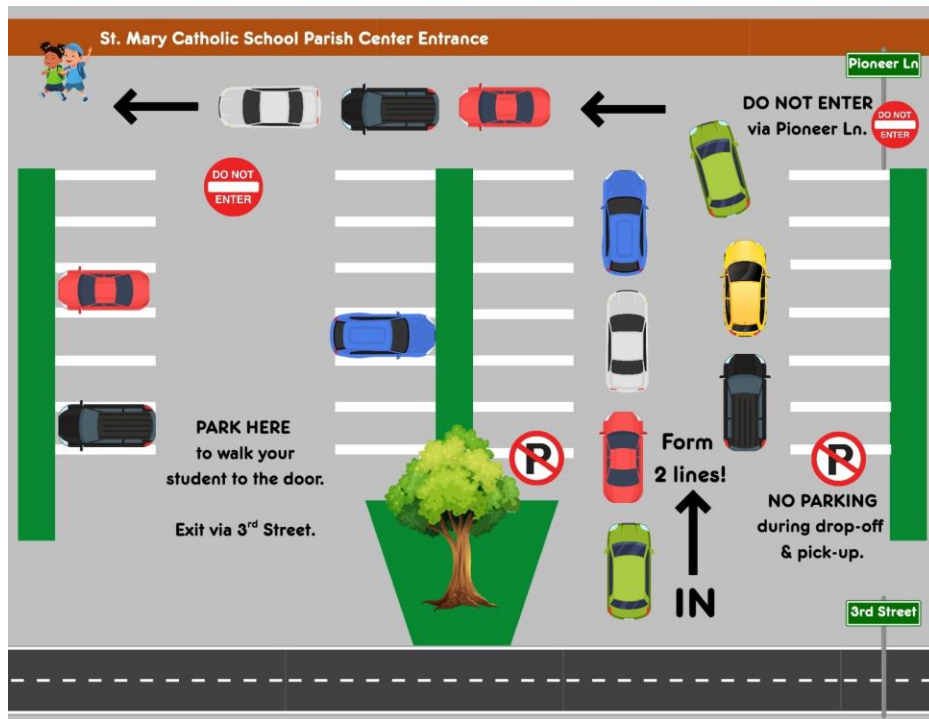 St. Mary Catholic School Parish Center Entrance
Pioneer Ln
DO NOT ENTER
via Pioneer Ln.
DO NOT
ENTER
DO NOT
ENTER
PARK HERE
to walk your
student to the door.
Exit via 3rd Street.
P
Form
2 lines!
IN
P
NO PARKING
during drop-off
& pick-up.
3rd Street